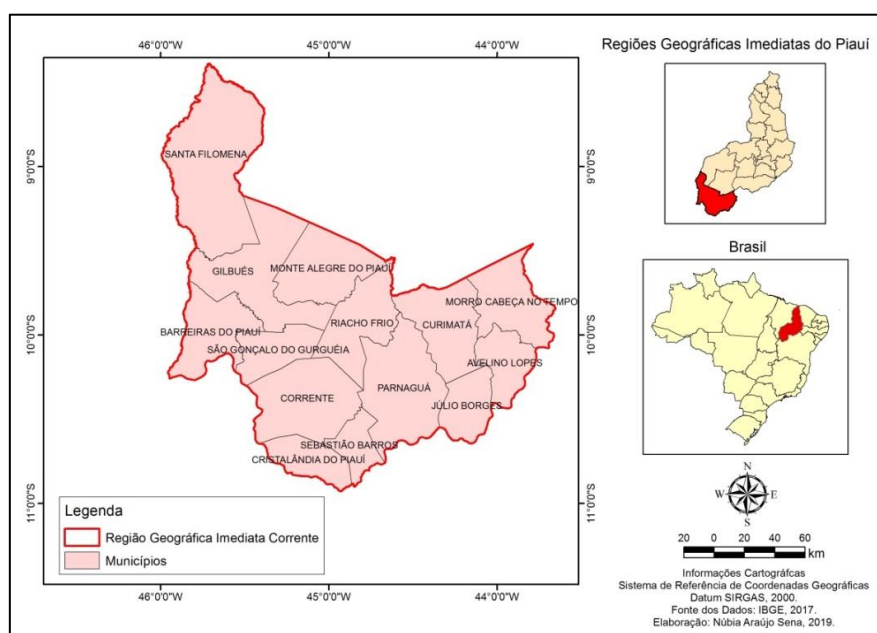 46°0'0"W
45°0'0"W
44°0'0"W
Regiões Geográficas Imediatas do Piauí
SANTA FILOMENA
9°0'0"S
9°0'0"S
GILBUÉS
MONTE ALEGRE DO PIAUÍ
Brasil
MORRO CABEÇA NO TEMPO
RIACHO FRIO
CURIMATÁ
BARREIRAS DO PIAUÍ
10°0'0"S
10°0'0"S
SÃO GONÇALO DO GURGUÉIA
AVELINO LOPES
PARNAGUÁ
CORRENTE
JÚLIO BORGES
SEBASTIÃO BARROS
CRISTALÂNDIA DO PIAUÍ
N
W E
S
11°0'0"S
11°0'0"S
Legenda
Região Geográfica Imediata Corrente
Municípios
20 0 20 40 60
km
Informações Cartográfcas
Sistema de Referência de Coordenadas Geográficas
Datum SIRGAS, 2000.
Fonte dos Dados: IBGE, 2017.
Elaboração: Núbia Araújo Sena, 2019.
46°0'0"W
45°0'0"W
44°0'0"W